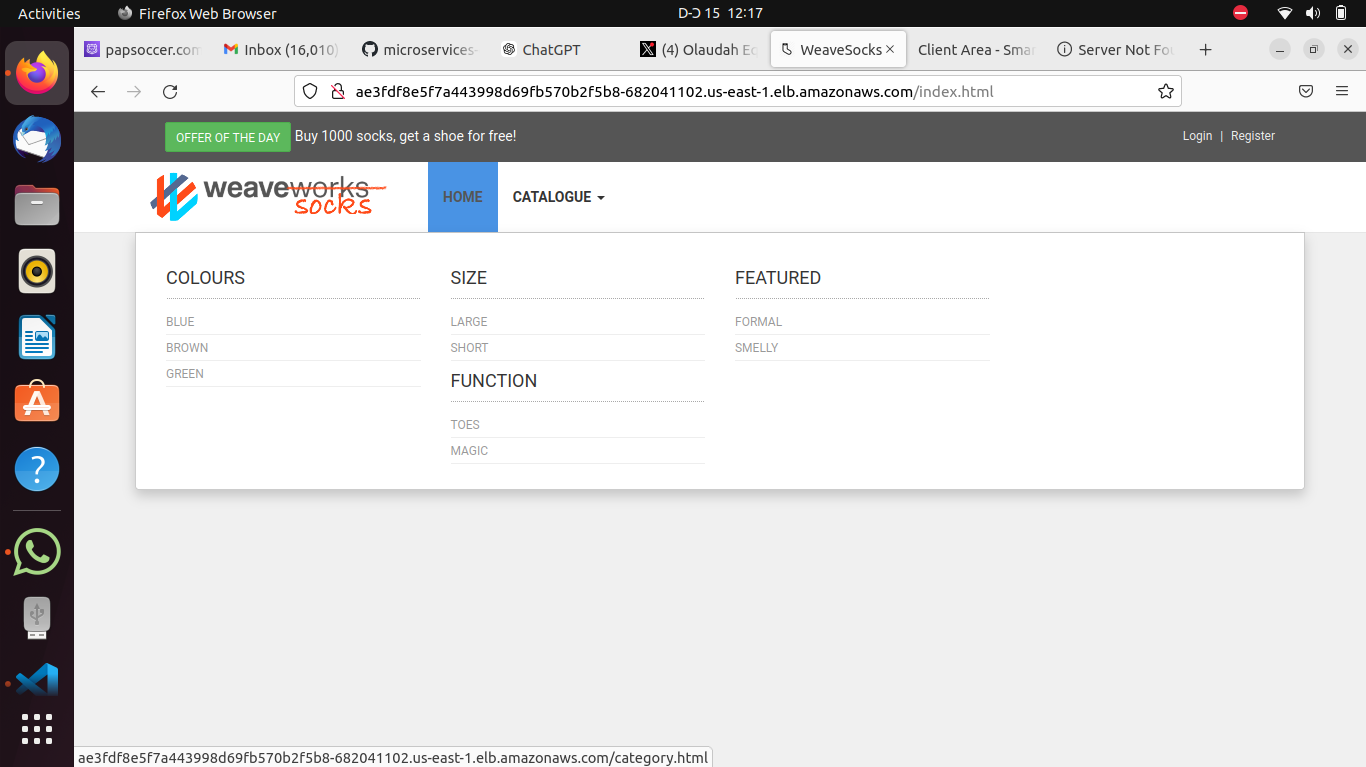 Activities Firefox Web Browser D-Ɔ 15 12:17
papsoccer.com Inbox (16,010) microservices- ChatGPT (4) Olaudah Eq WeaveSocks Client Area - Smar Server Not Fou
ae3fdf8e5f7a443998d69fb570b2f5b8-682041102.us-east-1.elb.amazonaws.com/index.html
OFFER OF THE DAY Buy 1000 socks, get a shoe for free! Login | Register
weaveworks
socks
HOME CATALOGUE
COLOURS
BLUE
BROWN
GREEN
SIZE
LARGE
SHORT
FUNCTION
TOES
MAGIC
FEATURED
FORMAL
SMELLY
ae3fdf8e5f7a443998d69fb570b2f5b8-682041102.us-east-1.elb.amazonaws.com/category.html